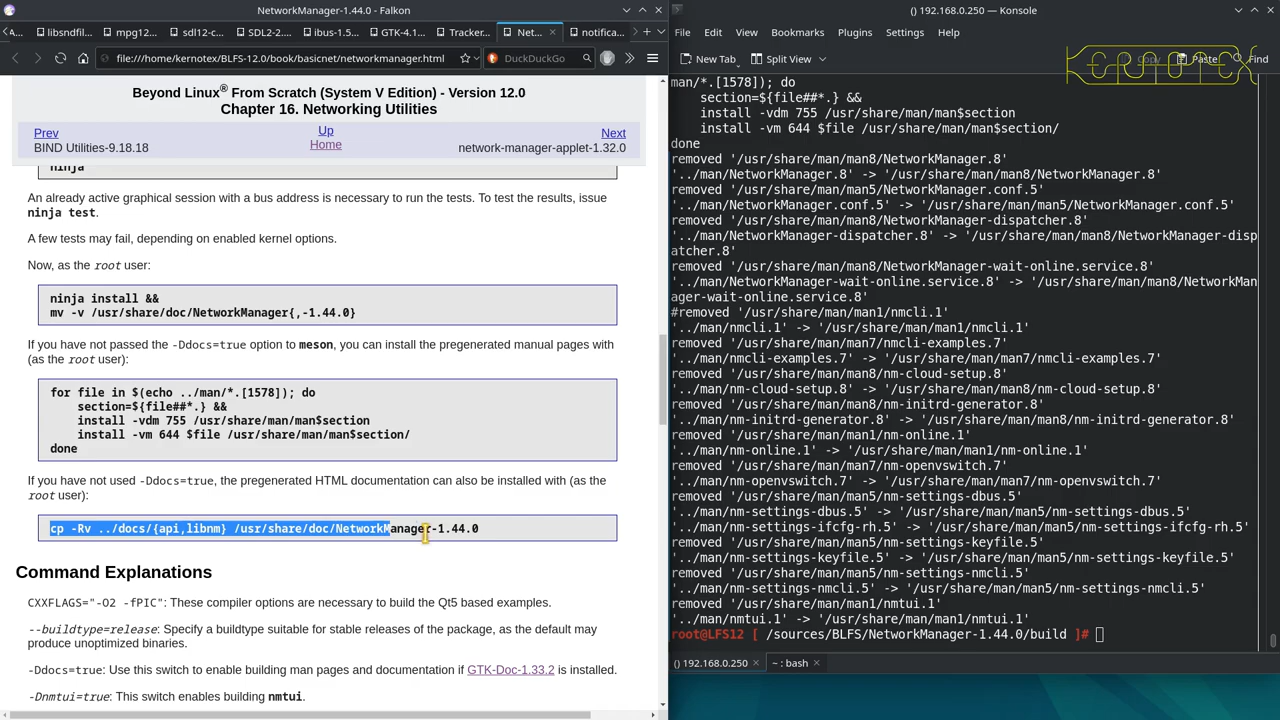 NetworkManager-1.44.0 - Falkon
libsndfil...
mpg12...
sdl12-c...
SDL2-2....
ibus-1.5...
GTK-4.1...
Tracker...
Net...
notifica...
file:///home/kernotex/BLFS-12.0/book/basicnet/networkmanager.html
DuckDuckGo
Beyond Linux® From Scratch (System V Edition) - Version 12.0
Chapter 16. Networking Utilities
Prev
Up
Next
BIND Utilities-9.18.18
Home
network-manager-applet-1.32.0
ninja
An already active graphical session with a bus address is necessary to run the tests. To test the results, issue
ninja test.
A few tests may fail, depending on enabled kernel options.
Now, as the root user:
ninja install &&
mv -v /usr/share/doc/NetworkManager{,-1.44.0}
If you have not passed the -Ddocs=true option to meson, you can install the pregenerated manual pages with
(as the root user):
for file in $(echo ../man/*.[1578]); do
section=${file##*.} &&
install -vdm 755 /usr/share/man/man$section
install -vm 644 $file /usr/share/man/man$section/
done
If you have not used -Ddocs=true, the pregenerated HTML documentation can also be installed with (as the
root user):
cp -Rv ../docs/{api,libnm} /usr/share/doc/NetworkManager-1.44.0
Command Explanations
CXXFLAGS="-O2 -fPIC": These compiler options are necessary to build the Qt5 based examples.
--buildtype=release: Specify a buildtype suitable for stable releases of the package, as the default may
produce unoptimized binaries.
-Ddocs=true: Use this switch to enable building man pages and documentation if GTK-Doc-1.33.2 is installed.
-Dnmtui=true: This switch enables building nmtui.
() 192.168.0.250 — Konsole
File Edit View Bookmarks Plugins Settings Help
New Tab
Split View
Copy
Paste
Find
KERNOTEX
man/*.[1578]); do
section=${file##*.} &&
install -vdm 755 /usr/share/man/man$section
install -vm 644 $file /usr/share/man/man$section/
done
removed '/usr/share/man/man8/NetworkManager.8'
'../man/NetworkManager.8' -> '/usr/share/man/man8/NetworkManager.8'
removed '/usr/share/man/man5/NetworkManager.conf.5'
'../man/NetworkManager.conf.5' -> '/usr/share/man/man5/NetworkManager.conf.5'
removed '/usr/share/man/man8/NetworkManager-dispatcher.8'
'../man/NetworkManager-dispatcher.8' -> '/usr/share/man/man8/NetworkManager-disp
atcher.8'
removed '/usr/share/man/man8/NetworkManager-wait-online.service.8'
'../man/NetworkManager-wait-online.service.8' -> '/usr/share/man/man8/NetworkMan
ager-wait-online.service.8'
#removed '/usr/share/man/man1/nmcli.1'
'../man/nmcli.1' -> '/usr/share/man/man1/nmcli.1'
removed '/usr/share/man/man7/nmcli-examples.7'
'../man/nmcli-examples.7' -> '/usr/share/man/man7/nmcli-examples.7'
removed '/usr/share/man/man8/nm-cloud-setup.8'
'../man/nm-cloud-setup.8' -> '/usr/share/man/man8/nm-cloud-setup.8'
removed '/usr/share/man/man8/nm-initrd-generator.8'
'../man/nm-initrd-generator.8' -> '/usr/share/man/man8/nm-initrd-generator.8'
removed '/usr/share/man/man1/nm-online.1'
'../man/nm-online.1' -> '/usr/share/man/man1/nm-online.1'
removed '/usr/share/man/man7/nm-openvswitch.7'
'../man/nm-openvswitch.7' -> '/usr/share/man/man7/nm-openvswitch.7'
removed '/usr/share/man/man5/nm-settings-dbus.5'
'../man/nm-settings-dbus.5' -> '/usr/share/man/man5/nm-settings-dbus.5'
removed '/usr/share/man/man5/nm-settings-ifcfg-rh.5'
'../man/nm-settings-ifcfg-rh.5' -> '/usr/share/man/man5/nm-settings-ifcfg-rh.5'
removed '/usr/share/man/man5/nm-settings-keyfile.5'
'../man/nm-settings-keyfile.5' -> '/usr/share/man/man5/nm-settings-keyfile.5'
removed '/usr/share/man/man5/nm-settings-nmcli.5'
'../man/nm-settings-nmcli.5' -> '/usr/share/man/man5/nm-settings-nmcli.5'
removed '/usr/share/man/man1/nmtui.1'
'../man/nmtui.1' -> '/usr/share/man/man1/nmtui.1'
root@LFS12 [ /sources/BLFS/NetworkManager-1.44.0/build ]#
() 192.168.0.250
~ : bash